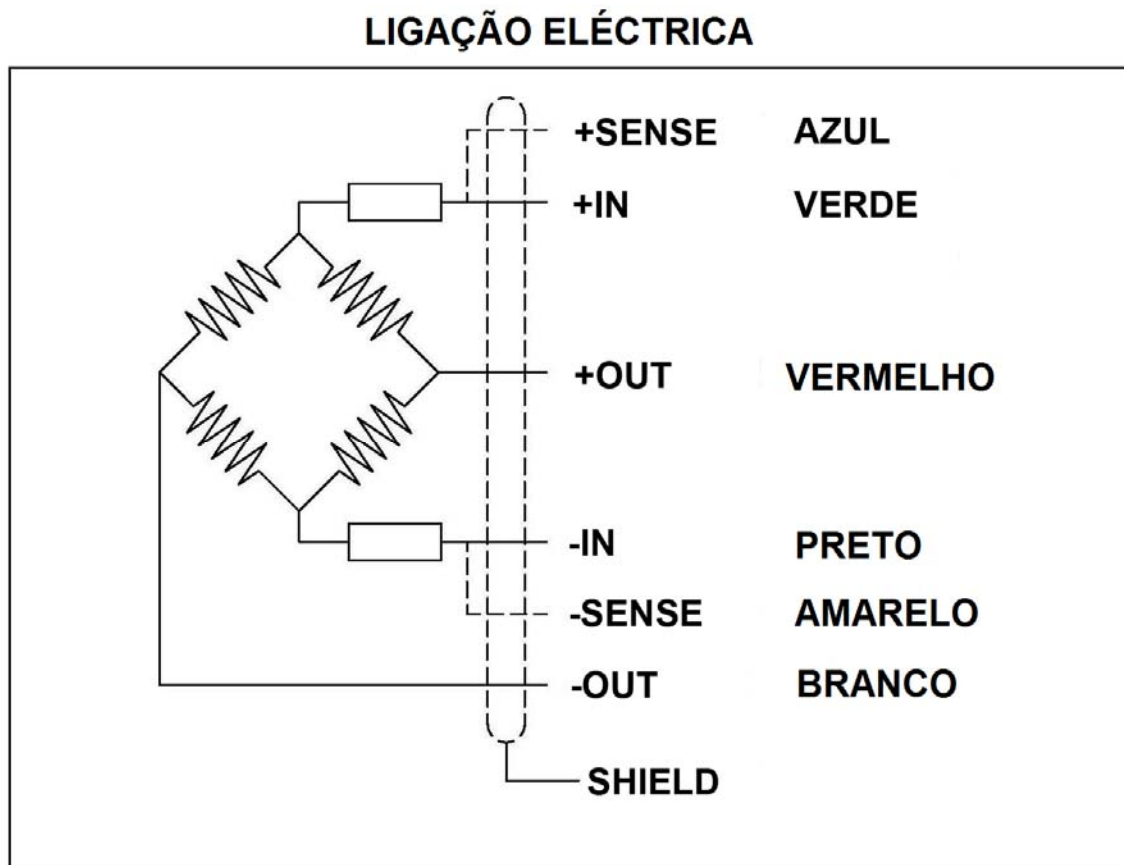 LIGAÇÃO ELÉCTRICA
+SENSE AZUL
+IN VERDE
+OUT VERMELHO
-IN PRETO
-SENSE AMARELO
-OUT BRANCO
SHIELD